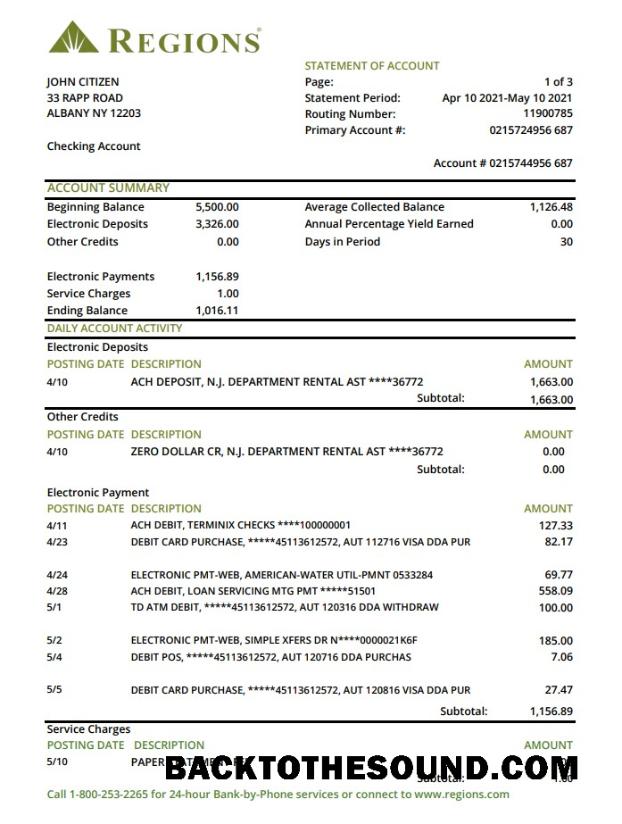 REGIONS®
STATEMENT OF ACCOUNT
JOHN CITIZEN Page: 1 of 3
33 RAPP ROAD Statement Period: Apr 10 2021-May 10 2021
ALBANY NY 12203 Routing Number: 11900785
Primary Account #: 0215724956 687
Checking Account
Account # 0215744956 687
ACCOUNT SUMMARY
Beginning Balance 5,500.00 Average Collected Balance 1,126.48
Electronic Deposits 3,326.00 Annual Percentage Yield Earned 0.00
Other Credits 0.00 Days in Period 30
Electronic Payments 1,156.89
Service Charges 1.00
Ending Balance 1,016.11
DAILY ACCOUNT ACTIVITY
Electronic Deposits
POSTING DATE DESCRIPTION AMOUNT
4/10 ACH DEPOSIT, N.J. DEPARTMENT RENTAL AST ****36772 1,663.00
Subtotal: 1,663.00
Other Credits
POSTING DATE DESCRIPTION AMOUNT
4/10 ZERO DOLLAR CR, N.J. DEPARTMENT RENTAL AST ****36772 0.00
Subtotal: 0.00
Electronic Payment
POSTING DATE DESCRIPTION AMOUNT
4/11 ACH DEBIT, TERMINIX CHECKS ****100000001 127.33
4/23 DEBIT CARD PURCHASE, *****45113612572, AUT 112716 VISA DDA PUR 82.17
4/24 ELECTRONIC PMT-WEB, AMERICAN-WATER UTIL-PMNT 0533284 69.77
4/28 ACH DEBIT, LOAN SERVICING MTG PMT *****51501 558.09
5/1 TD ATM DEBIT, *****45113612572, AUT 120316 DDA WITHDRAW 100.00
5/2 ELECTRONIC PMT-WEB, SIMPLE XFERS DR N****0000021K6F 185.00
5/4 DEBIT POS, *****45113612572, AUT 120716 DDA PURCHAS 7.06
5/5 DEBIT CARD PURCHASE, *****45113612572, AUT 120816 VISA DDA PUR 27.47
Subtotal: 1,156.89
Service Charges
POSTING DATE DESCRIPTION AMOUNT
5/10 PAPER
BACKTOTHESOUND.COM
Subtotal: 1.00
Call 1-800-253-2265 for 24-hour Bank-by-Phone services or connect to www.regions.com